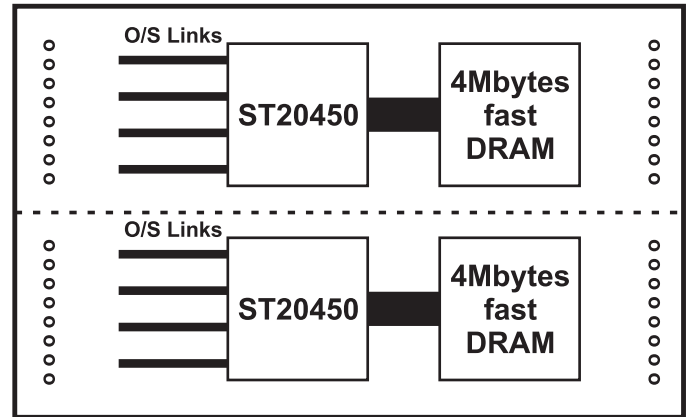 O/S Links
ST20450
4Mbytes
fast
DRAM
O/S Links
ST20450
4Mbytes
fast
DRAM